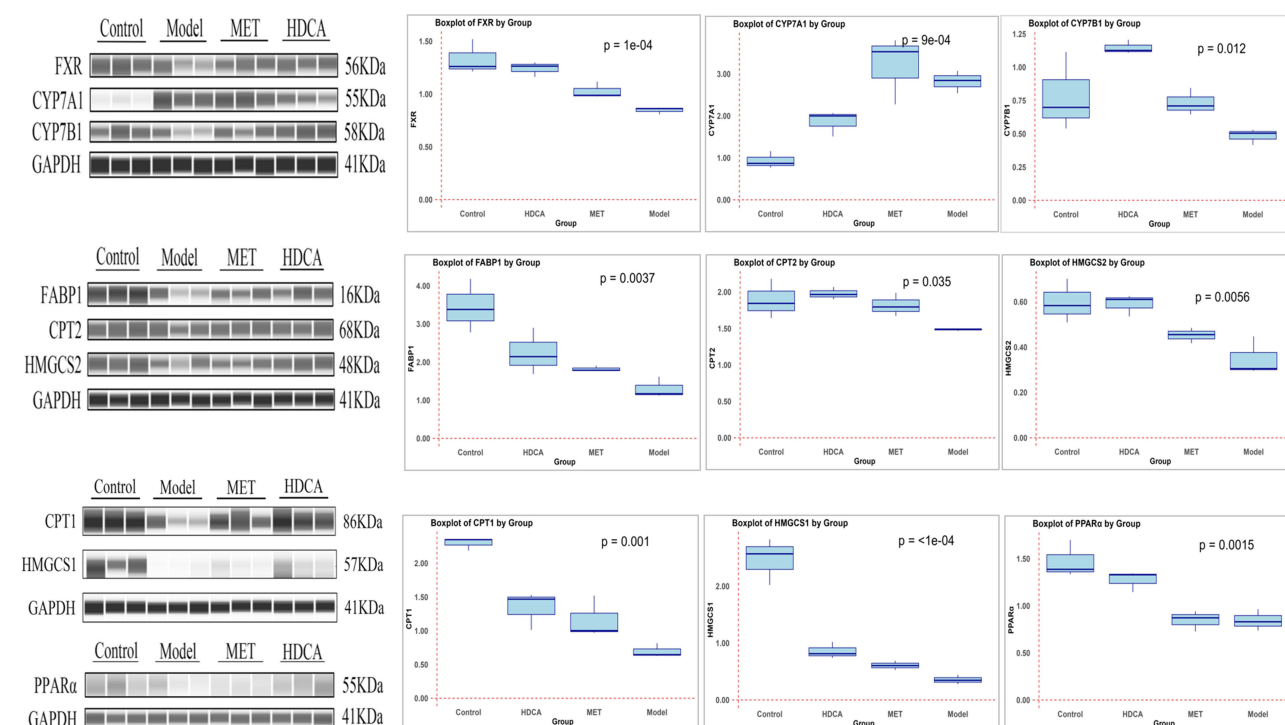 Control Model MET HDCA
FXR 56KDa
CYP7A1 55KDa
CYP7B1 58KDa
GAPDH 41KDa
Boxplot of FXR by Group
p = 1e-04
1.50
1.00
0.50
0.00
FXR
Control HDCA MET Model
Group
Boxplot of CYP7A1 by Group
p = 9e-04
3.00
2.00
1.00
0.00
CYP7A1
Control HDCA MET Model
Group
Boxplot of CYP7B1 by Group
p = 0.012
1.25
1.00
0.75
0.50
0.25
0.00
CYP7B1
Control HDCA MET Model
Group
Control Model MET HDCA
FABP1 16KDa
CPT2 68KDa
HMGCS2 48KDa
GAPDH 41KDa
Boxplot of FABP1 by Group
p = 0.0037
4.00
3.00
2.00
1.00
0.00
FABP1
Control HDCA MET Model
Group
Boxplot of CPT2 by Group
p = 0.035
2.00
1.50
1.00
0.50
0.00
CPT2
Control HDCA MET Model
Group
Boxplot of HMGCS2 by Group
p = 0.0056
0.60
0.40
0.20
0.00
HMGCS2
Control HDCA MET Model
Group
Control Model MET HDCA
CPT1 86KDa
HMGCS1 57KDa
GAPDH 41KDa
Control Model MET HDCA
PPARα 55KDa
GAPDH 41KDa
Boxplot of CPT1 by Group
p = 0.001
2.00
1.50
1.00
0.50
0.00
CPT1
Control HDCA MET Model
Group
Boxplot of HMGCS1 by Group
p = <1e-04
2.00
1.00
0.00
HMGCS1
Control HDCA MET Model
Group
Boxplot of PPARα by Group
p = 0.0015
1.50
1.00
0.50
0.00
PPARα
Control HDCA MET Model
Group